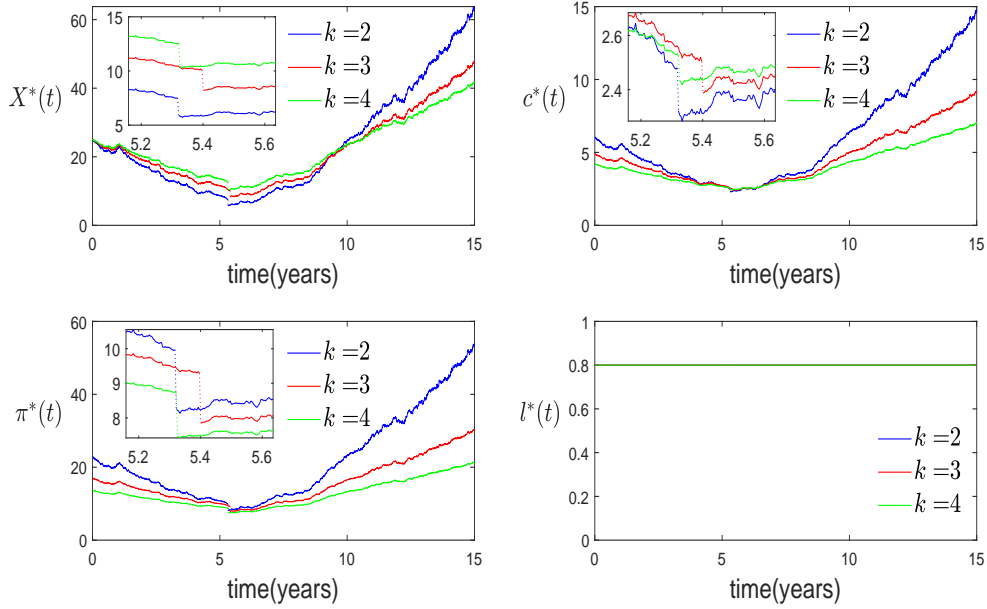 60
40
20
0
X*(t)
0
5
10
15
time(years)
15
10
5
5.2
5.4
5.6
k =2
k =3
k =4
15
10
5
0
c*(t)
0
5
10
15
time(years)
2.6
2.4
5.2
5.4
5.6
k =2
k =3
k =4
60
40
20
0
π*(t)
0
5
10
15
time(years)
10
9
8
5.2
5.4
5.6
k =2
k =3
k =4
1
0.8
0.6
0.4
0.2
0
l*(t)
0
5
10
15
time(years)
k =2
k =3
k =4